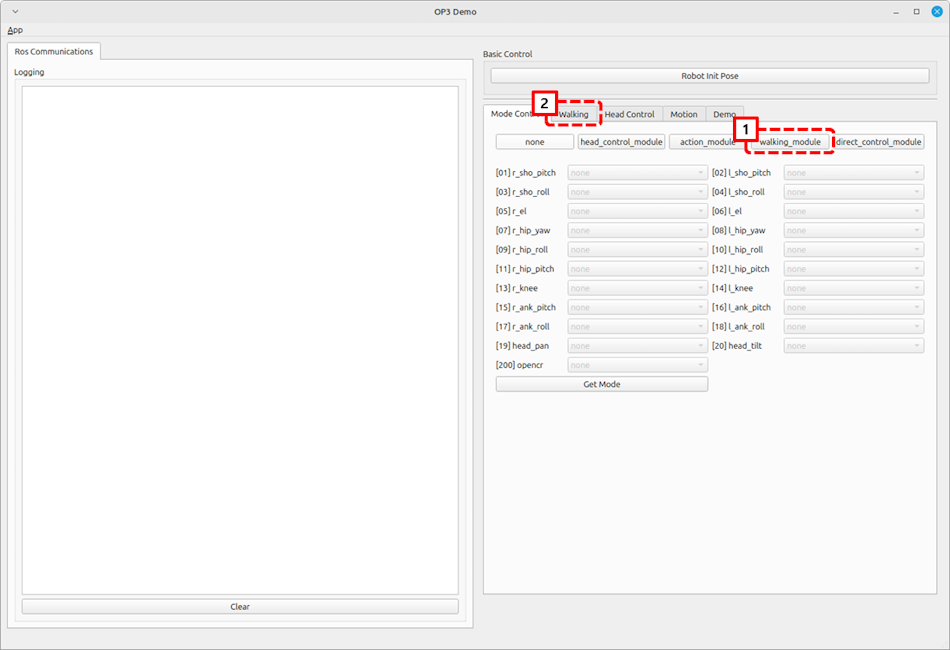 OP3 Demo
App
Ros Communications
Logging
Clear
Basic Control
Robot Init Pose
Mode Cont 2 Walking Head Control Motion Demo
none head_control_module action_module 1 walking_module direct_control_module
[01] r_sho_pitch none [02] l_sho_pitch none
[03] r_sho_roll none [04] l_sho_roll none
[05] r_el none [06] l_el none
[07] r_hip_yaw none [08] l_hip_yaw none
[09] r_hip_roll none [10] l_hip_roll none
[11] r_hip_pitch none [12] l_hip_pitch none
[13] r_knee none [14] l_knee none
[15] r_ank_pitch none [16] l_ank_pitch none
[17] r_ank_roll none [18] l_ank_roll none
[19] head_pan none [20] head_tilt none
[200] opencr none
Get Mode